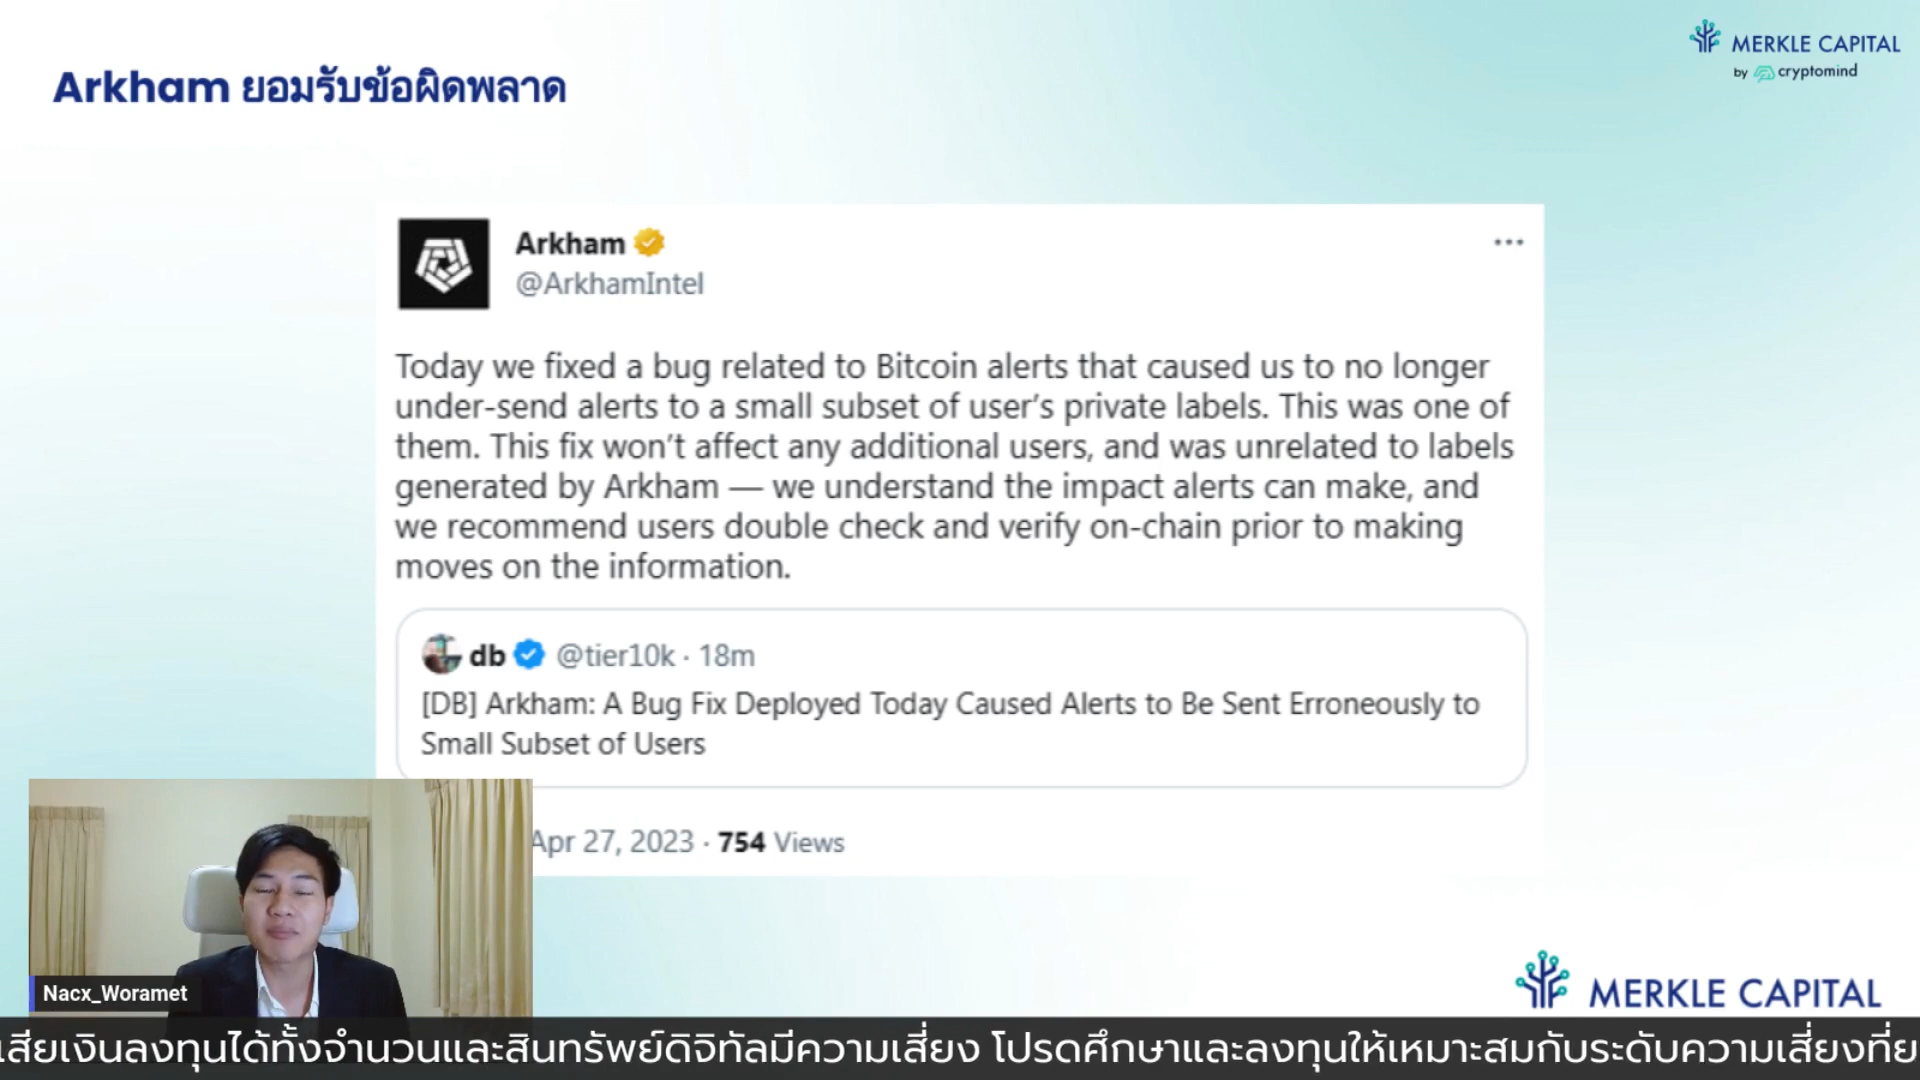 MERKLE CAPITAL
by cryptomind
Arkham ยอมรับข้อผิดพลาด
Arkham
@ArkhamIntel
Today we fixed a bug related to Bitcoin alerts that caused us to no longer
under-send alerts to a small subset of user’s private labels. This was one of
them. This fix won’t affect any additional users, and was unrelated to labels
generated by Arkham — we understand the impact alerts can make, and
we recommend users double check and verify on-chain prior to making
moves on the information.
db @tier10k · 18m
[DB] Arkham: A Bug Fix Deployed Today Caused Alerts to Be Sent Erroneously to
Small Subset of Users
Apr 27, 2023 · 754 Views
Nacx_Woramet
MERKLE CAPITAL
เสียเงินลงทุนได้ทั้งจำนวนและสินทรัพย์ดิจิทัลมีความเสี่ยง โปรดศึกษาและลงทุนให้เหมาะสมกับระดับความเสี่ยงที่ย